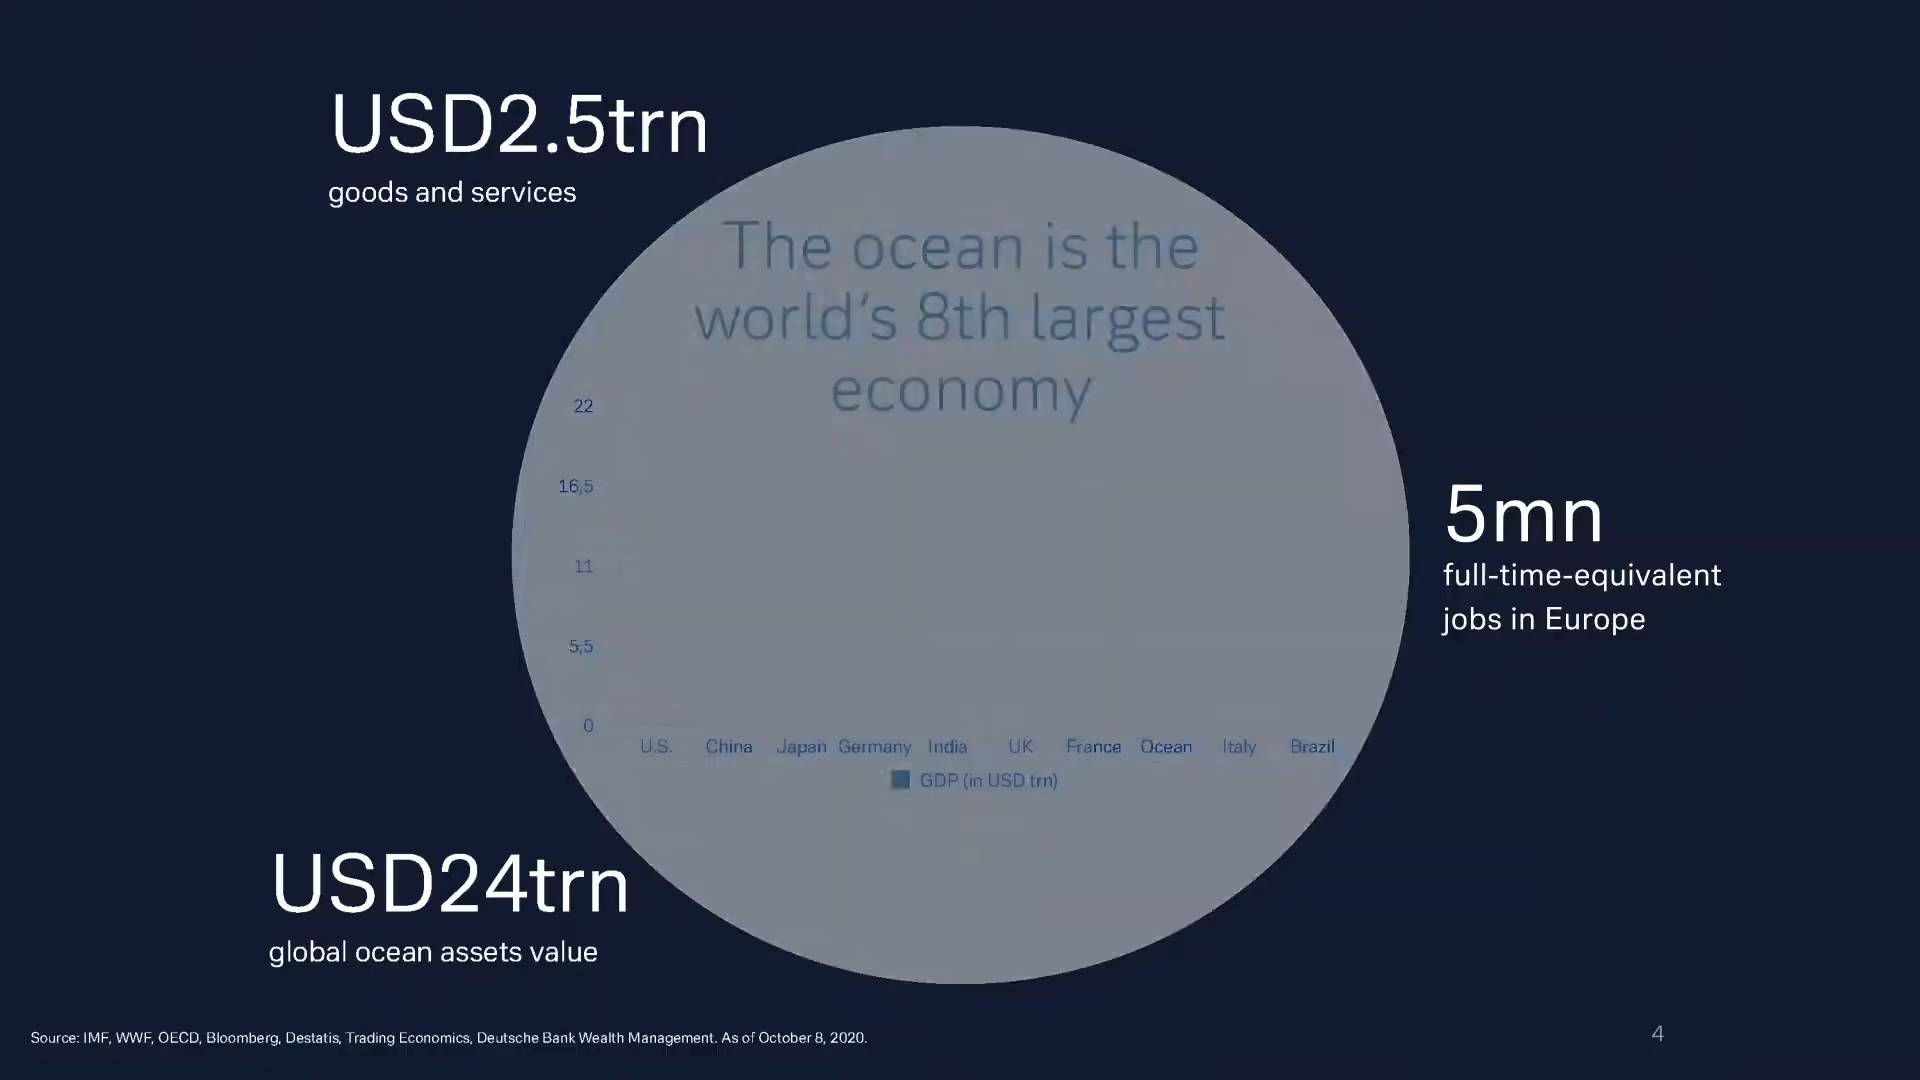 USD2.5trn
goods and services
The ocean is the
world's 8th largest
economy
22
16,5
11
5,5
0
U.S. China Japan Germany India UK France Ocean Italy Brazil
GDP (in USD trn)
5mn
full-time-equivalent
jobs in Europe
USD24trn
global ocean assets value
Source: IMF, WWF, OECD, Bloomberg, Destatis, Trading Economics, Deutsche Bank Wealth Management. As of October 8, 2020.
4